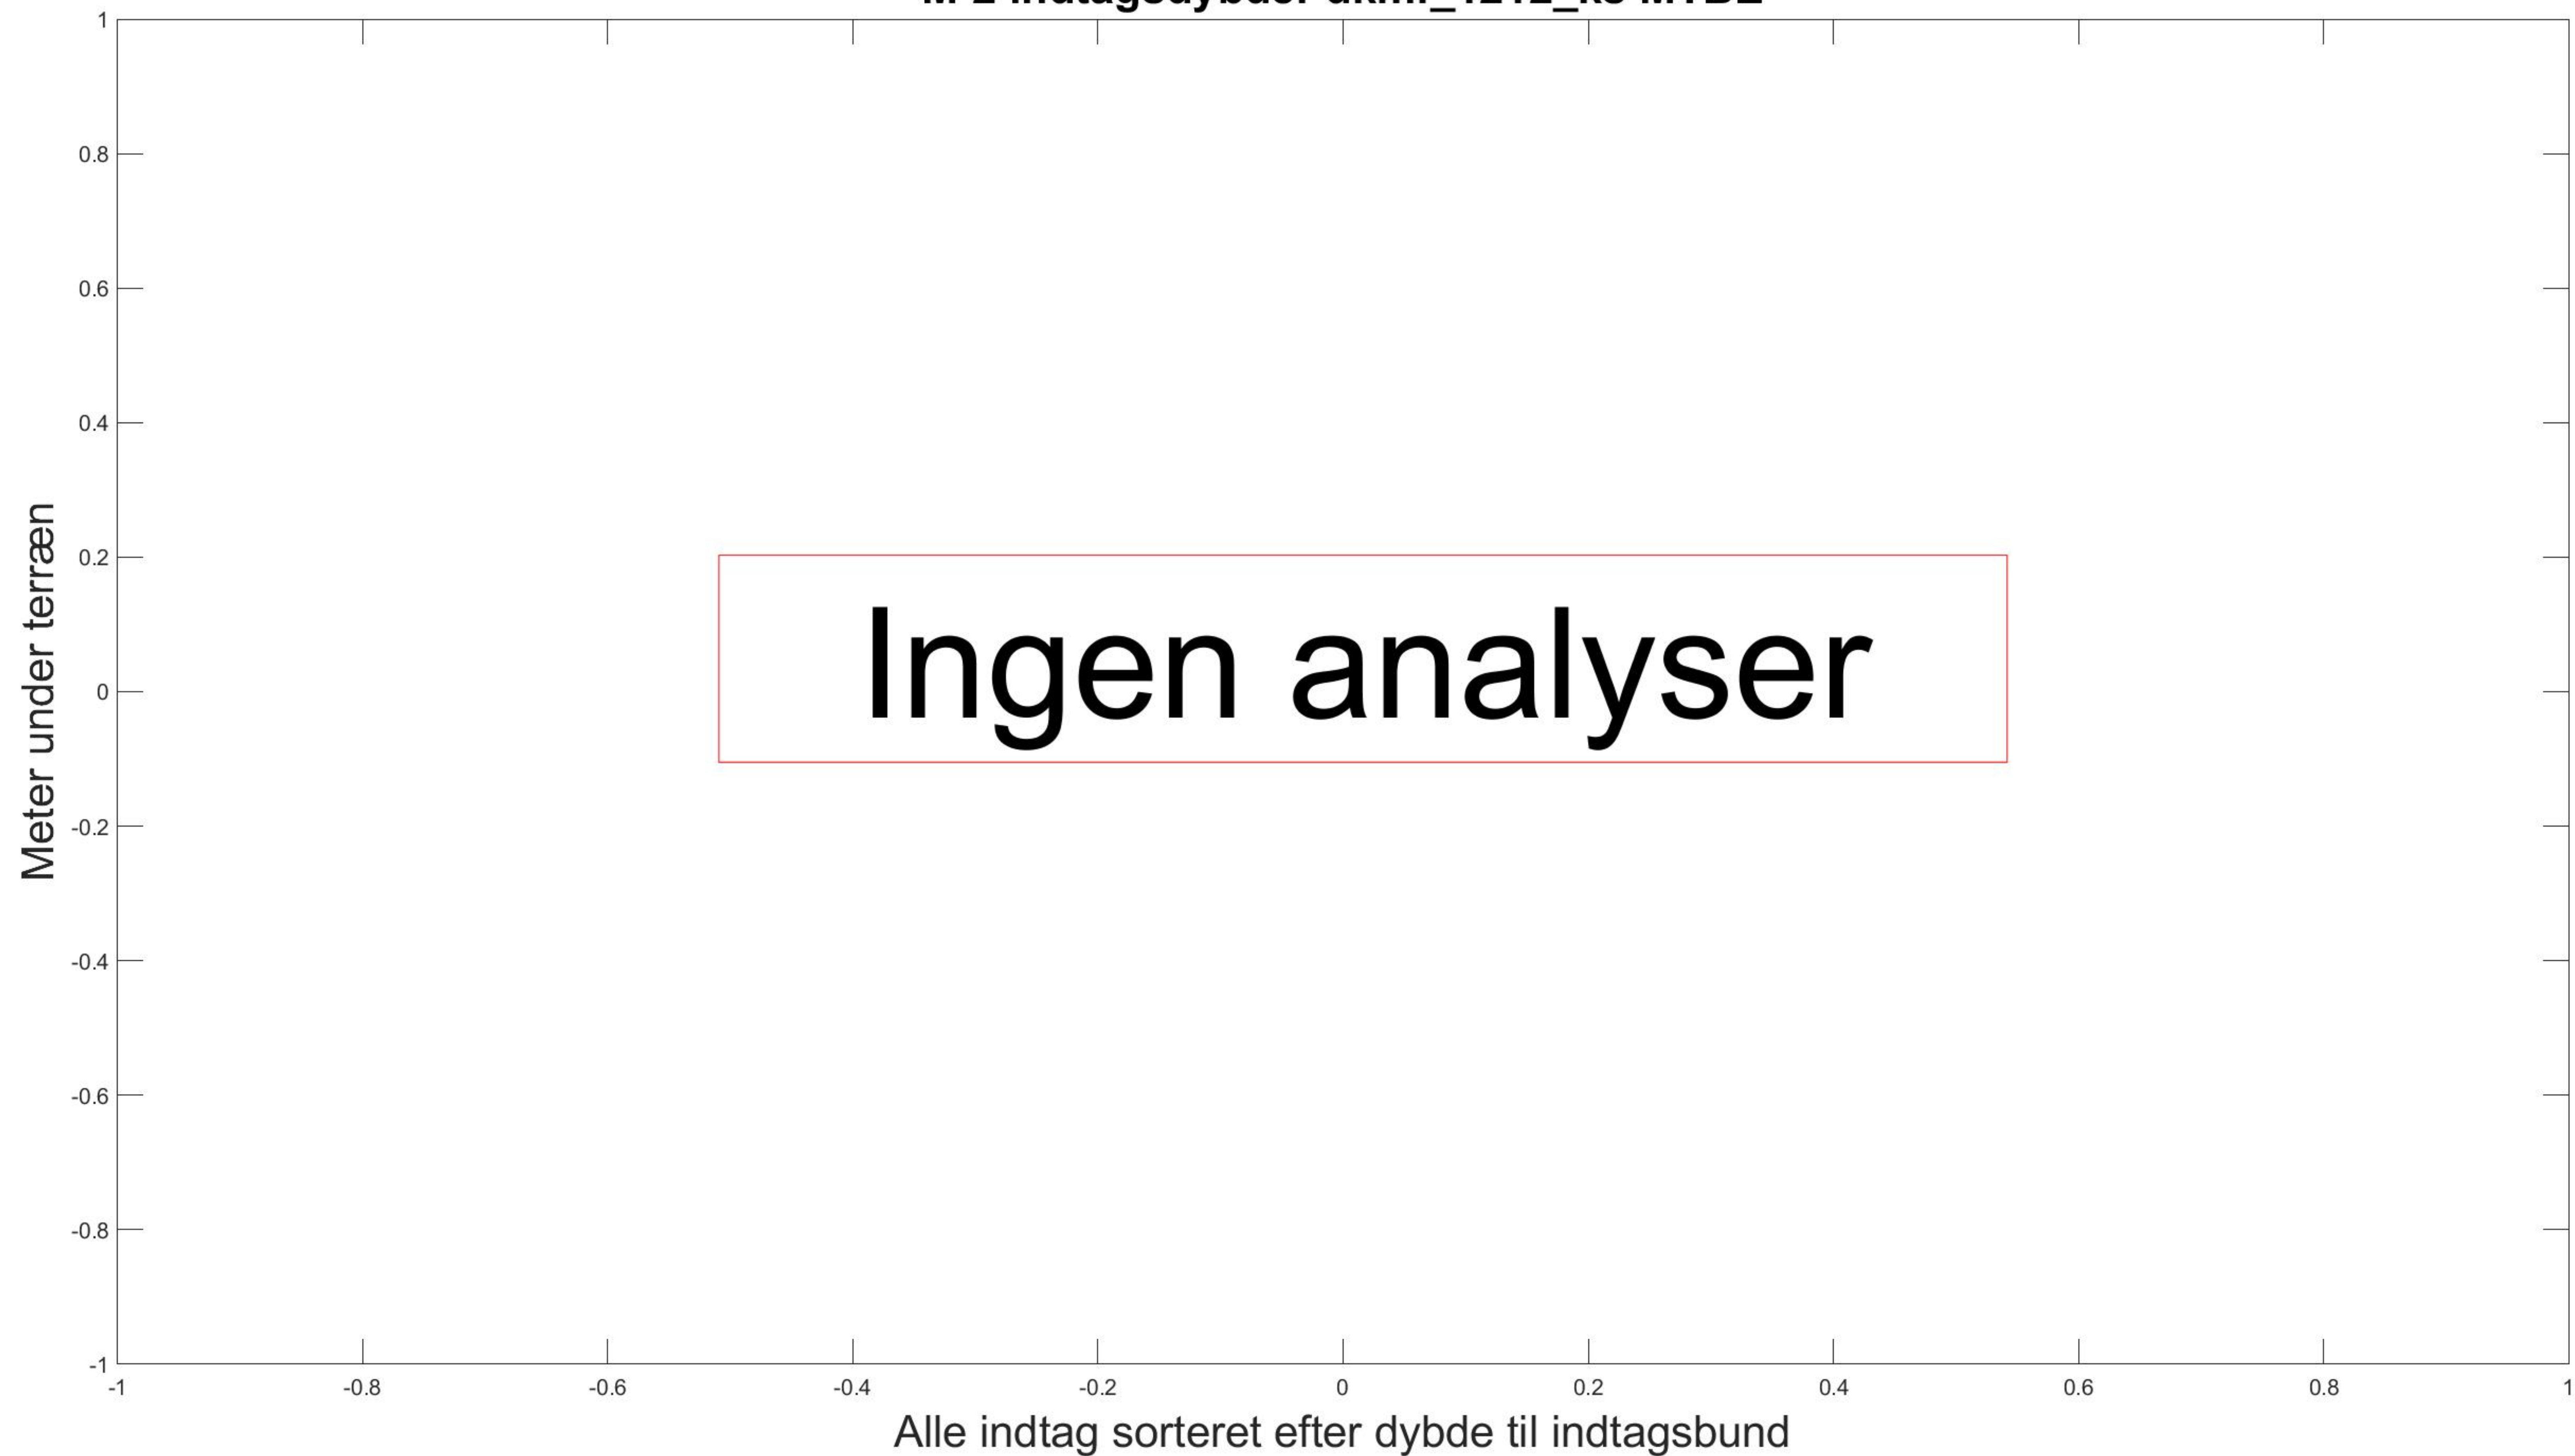 1
0.8
0.6
0.4
0.2
0
-0.2
-0.4
-0.6
-0.8
-1
Meter under terræn
Ingen analyser
-1 -0.8 -0.6 -0.4 -0.2 0 0.2 0.4 0.6 0.8 1
Alle indtag sorteret efter dybde til indtagsbund